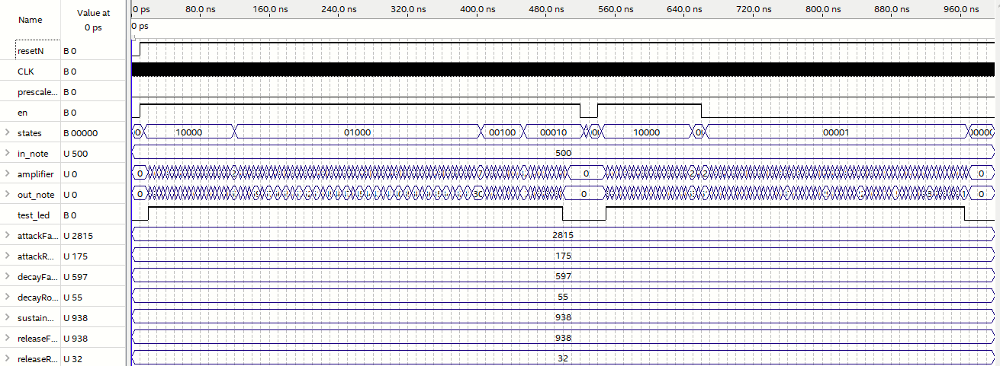 Name Value at 0 ps
0 ps 80.0 ns 160.0 ns 240.0 ns 320.0 ns 400.0 ns 480.0 ns 560.0 ns 640.0 ns 720.0 ns 800.0 ns 880.0 ns 960.0 ns
0 ps
resetN B 0
CLK B 0
prescale... B 0
en B 0
states B 00000 10000 01000 00100 00010 10000 00001
in_note U 500 500
amplifier U 0 0 0 0
out_note U 0 0 0 0
test_led B 0
attackFa... U 2815 2815
attackR... U 175 175
decayFa... U 597 597
decayRo... U 55 55
sustain... U 938 938
releaseF... U 938 938
releaseR... U 32 32